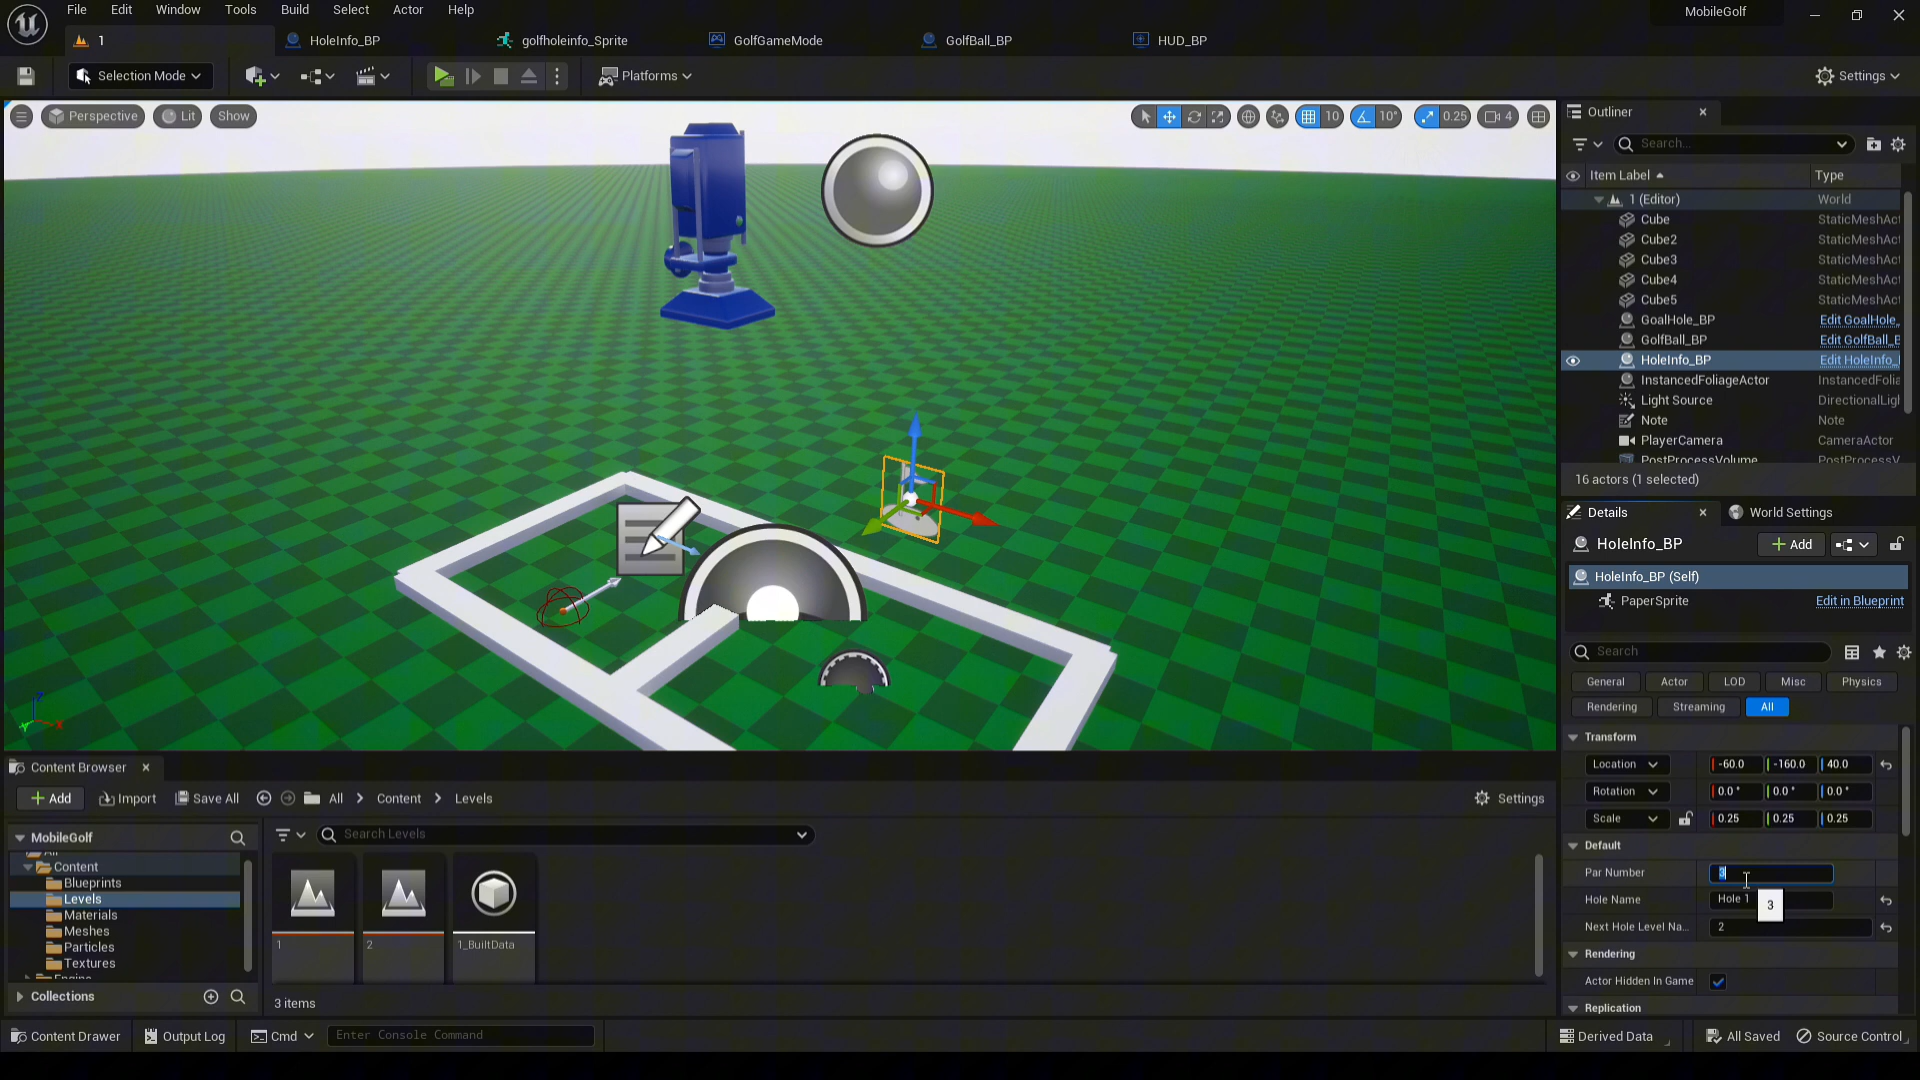 File Edit Window Tools Build Select Actor Help
MobileGolf
1 HoleInfo_BP golfholeinfo_Sprite GolfGameMode GolfBall_BP HUD_BP
Selection Mode Platforms Settings
Perspective Lit Show 10 10° 0.25 4
Outliner
Search...
Item Label Type
1 (Editor) World
Cube StaticMeshAct
Cube2 StaticMeshAct
Cube3 StaticMeshAct
Cube4 StaticMeshAct
Cube5 StaticMeshAct
GoalHole_BP Edit GoalHole_
GolfBall_BP Edit GolfBall_B
HoleInfo_BP Edit HoleInfo_
InstancedFoliageActor InstancedFolia
Light Source DirectionalLigh
Note Note
PlayerCamera CameraActor
PostProcessVolume PostProcessV
16 actors (1 selected)
Details World Settings
HoleInfo_BP Add
HoleInfo_BP (Self)
PaperSprite Edit in Blueprint
Search
General Actor LOD Misc Physics
Rendering Streaming All
Transform
Location -60.0 -160.0 40.0
Rotation 0.0 ° 0.0 ° 0.0 °
Scale 0.25 0.25 0.25
Default
Par Number 3
Hole Name Hole 1
3
Next Hole Level Na... 2
Rendering
Actor Hidden In Game
Replication
Z X Y
Content Browser
Add Import Save All All Content Levels Settings
MobileGolf
Search Levels
All
Content
Blueprints
Levels
Materials
Meshes
Particles
Textures
Engine
Collections
1 2 1_BuiltData
3 items
Content Drawer Output Log Cmd Enter Console Command Derived Data All Saved Source Control